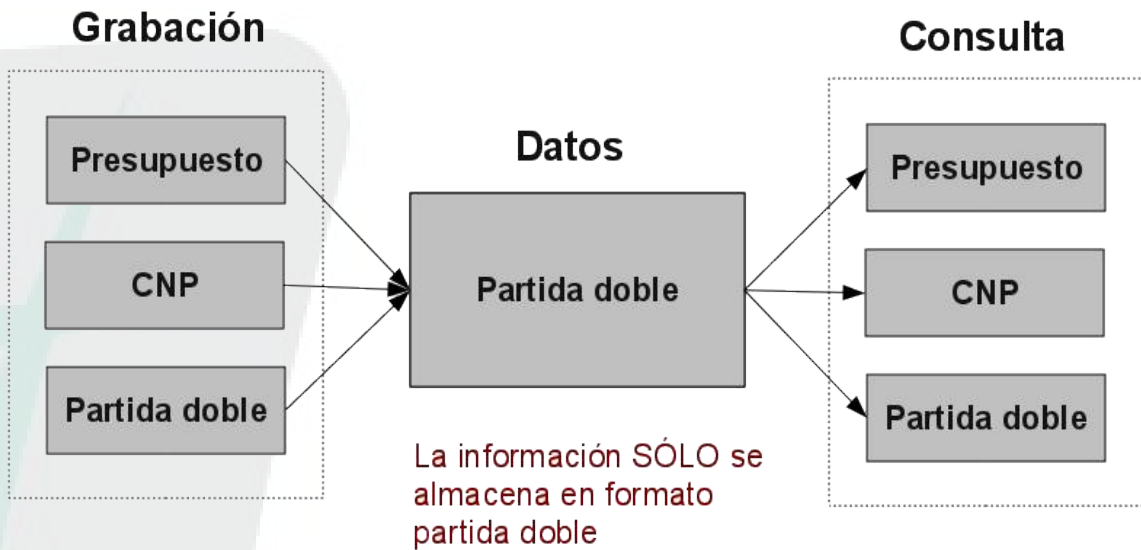 Grabación
Presupuesto
CNP
Partida doble
Datos
Partida doble
La información SÓLO se
almacena en formato
partida doble
Consulta
Presupuesto
CNP
Partida doble